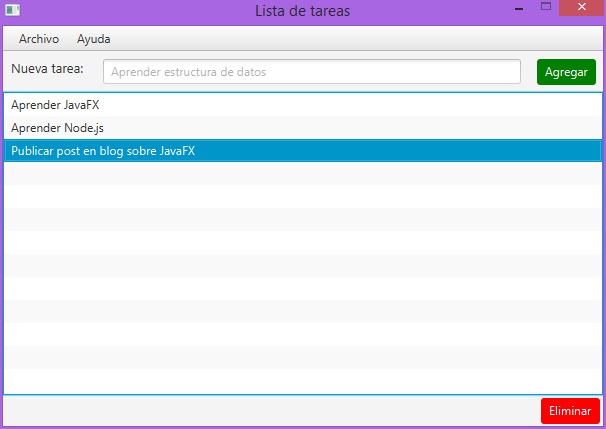 Lista de tareas
Archivo Ayuda
Nueva tarea: Aprender estructura de datos Agregar
Aprender JavaFX
Aprender Node.js
Publicar post en blog sobre JavaFX
Eliminar